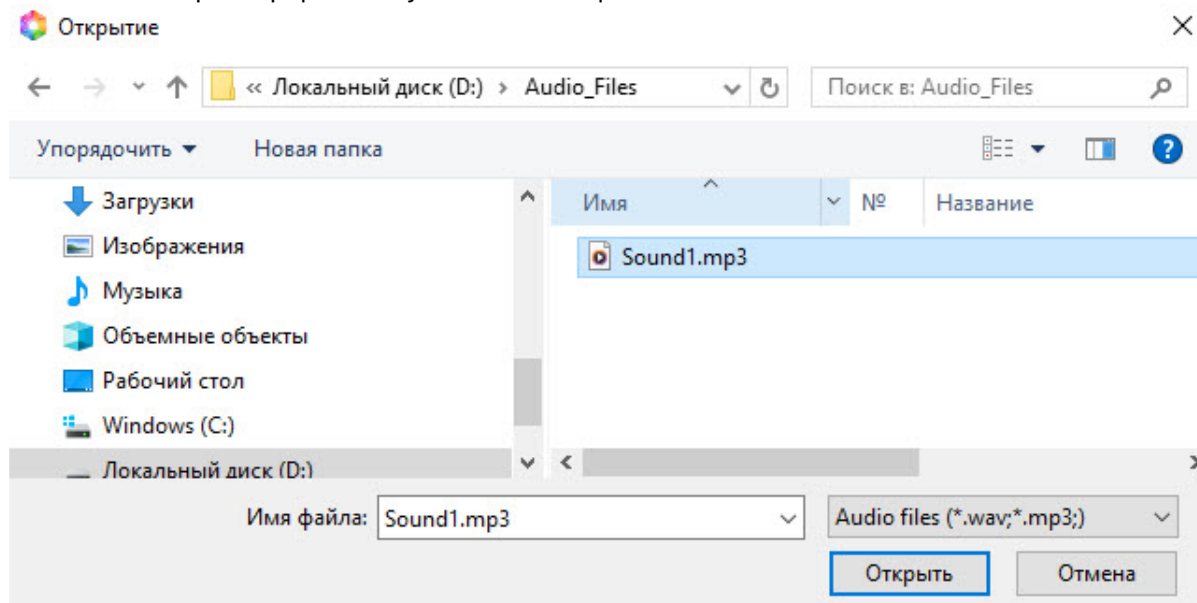 Открытие
« Локальный диск (D:) › Audio_Files
Поиск в: Audio_Files
Упорядочить
Новая папка
Загрузки
Изображения
Музыка
Объемные объекты
Рабочий стол
Windows (C:)
Локальный диск (D:)
Имя
№
Название
Sound1.mp3
Имя файла: Sound1.mp3
Audio files (*.wav;*.mp3;)
Открыть
Отмена